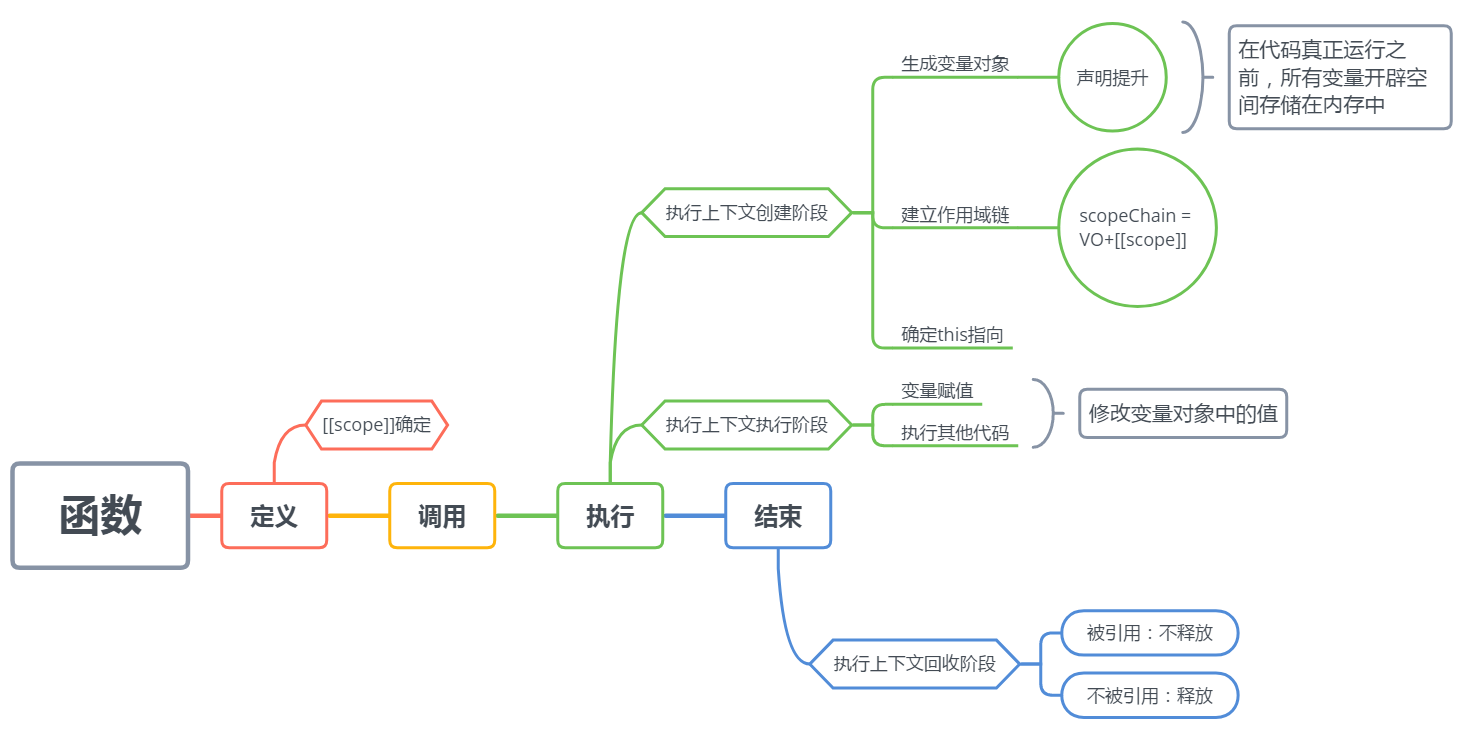 生成变量对象
声明提升
在代码真正运行之
前，所有变量开辟空
间存储在内存中
执行上下文创建阶段
建立作用域链
scopeChain =
VO+[[scope]]
确定this指向
[[scope]]确定
执行上下文执行阶段
变量赋值
执行其他代码
修改变量对象中的值
函数
定义
调用
执行
结束
执行上下文回收阶段
被引用：不释放
不被引用：释放